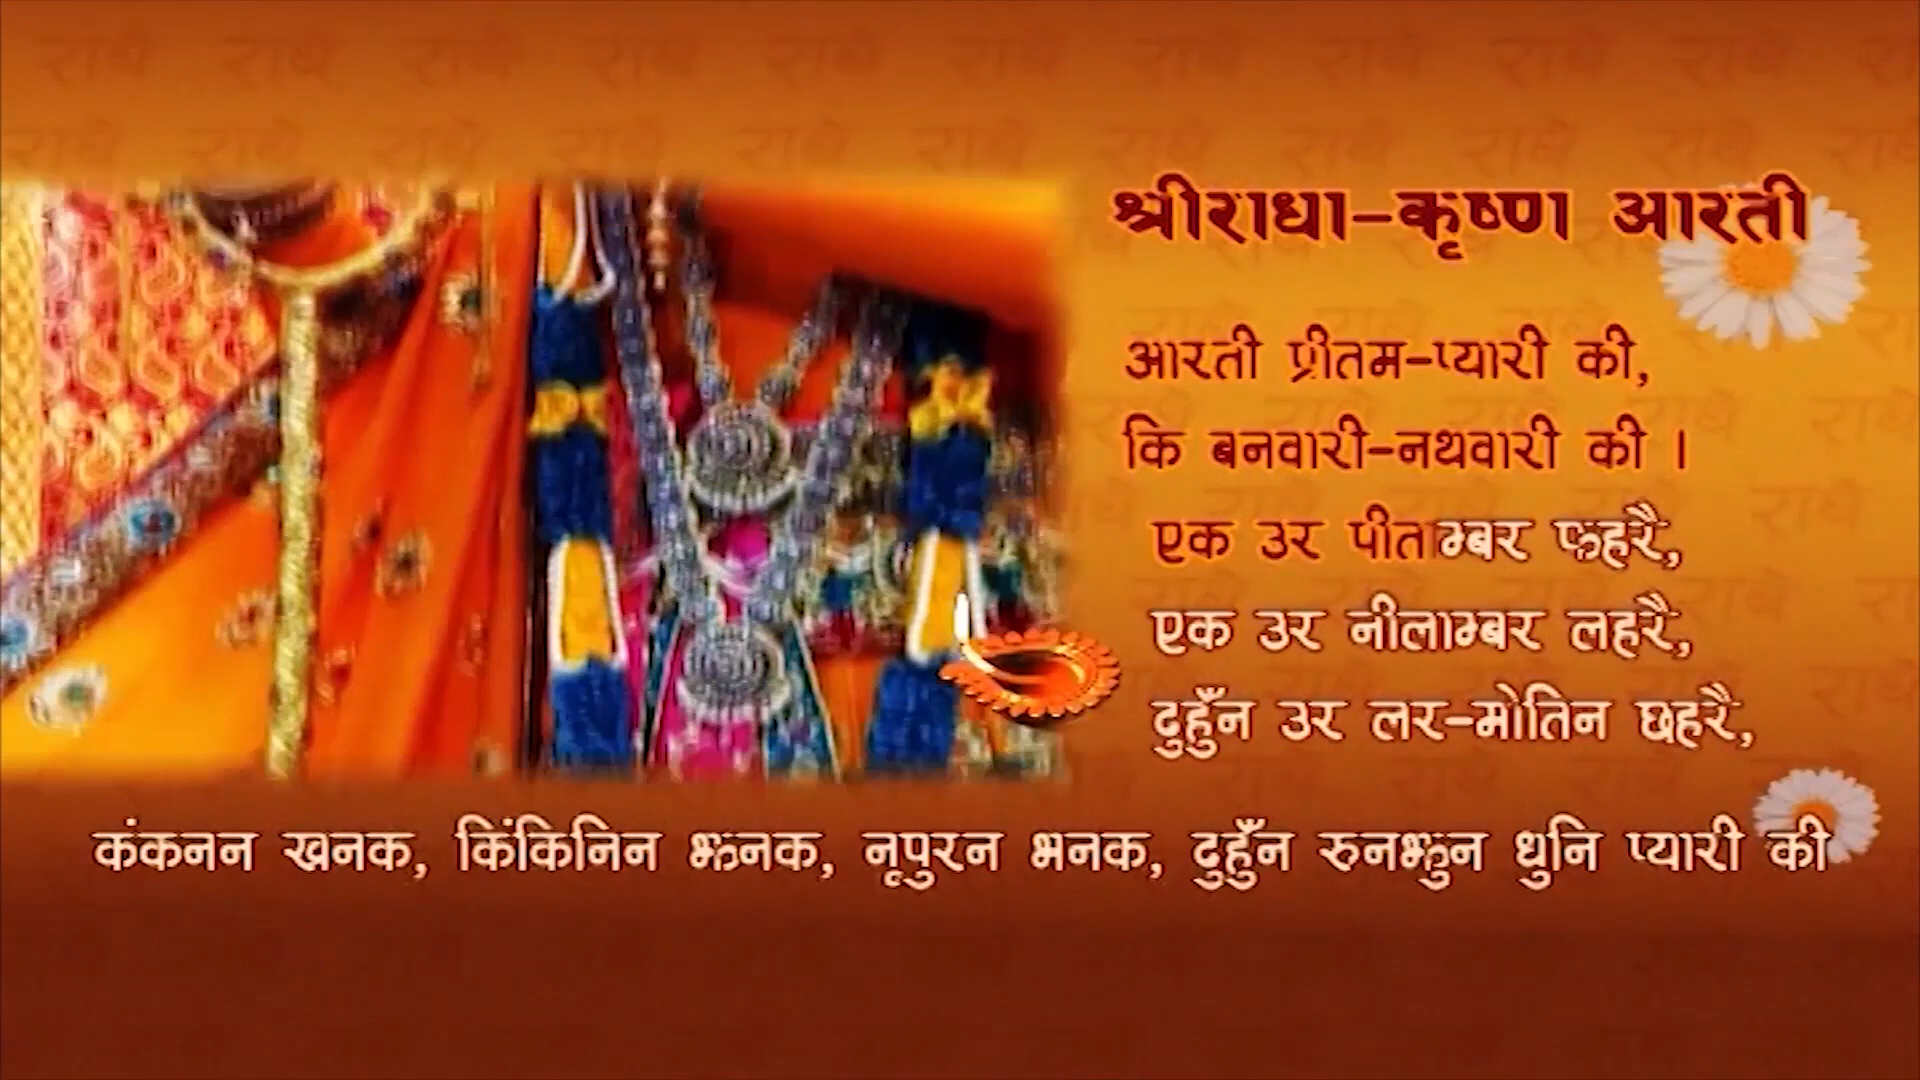 श्रीराधा-कृष्ण आरती
आरती प्रीतम-प्यारी की,
कि बनवारी-नथवारी की ।
एक उर पीताम्बर फहरै,
एक उर नीलाम्बर लहरै,
दुहुँन उर लर-मोतिन छहरै,
कंकनन खनक, किंकिनिन झनक, नूपुरन भनक, दुहुँन रुनझुन धुनि प्यारी की